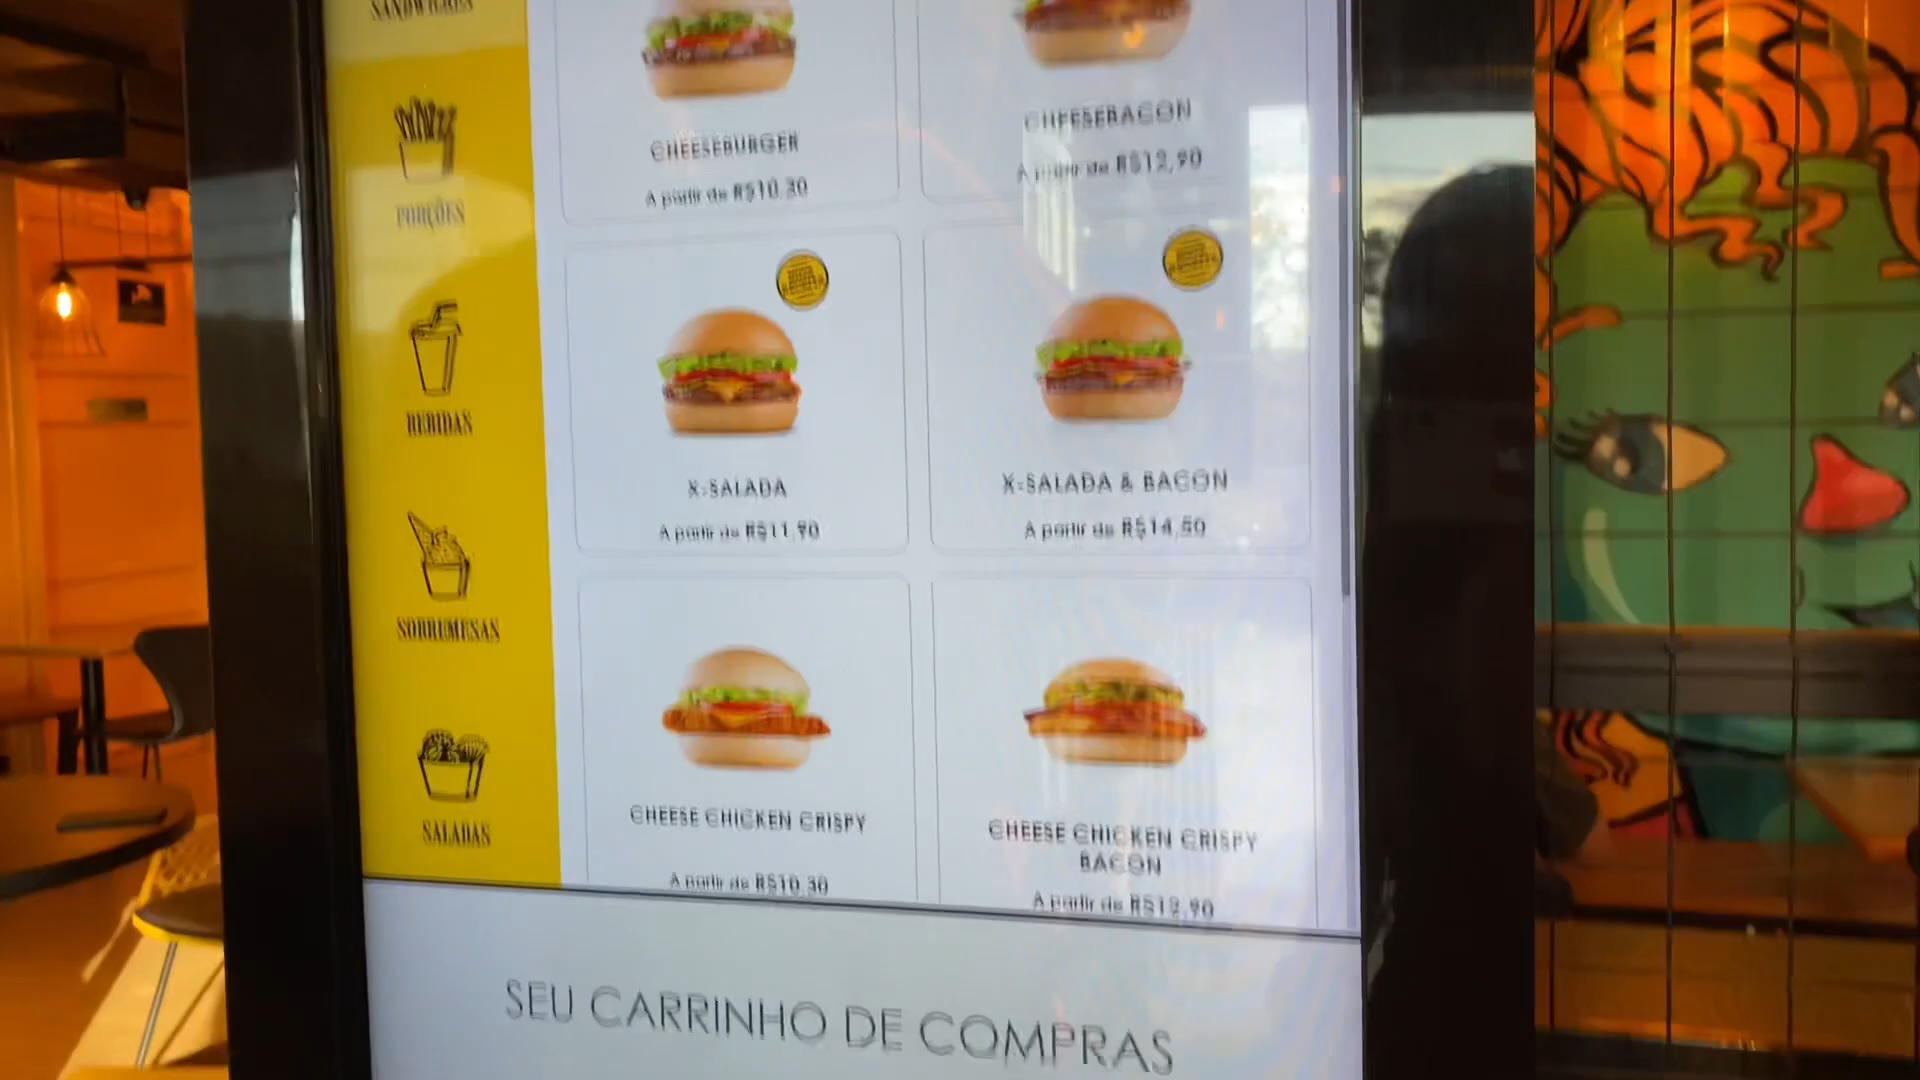 SANDWICHES
PORÇÕES
BEBIDAS
SOBREMESAS
SALADAS
CHEESEBURGER
A partir de R$10,30
CHEESEBACON
A partir de R$12,90
X-SALADA
A partir de R$11,90
X-SALADA & BACON
A partir de R$14,50
CHEESE CHICKEN CRISPY
A partir de R$10,30
CHEESE CHICKEN CRISPY
BACON
A partir de R$12,90
SEU CARRINHO DE COMPRAS